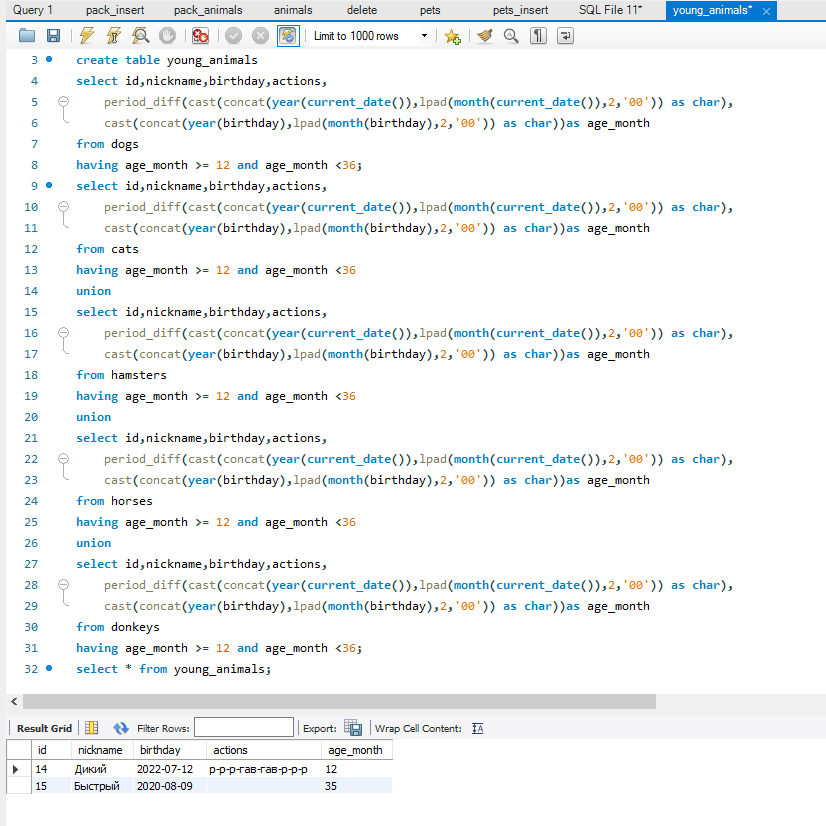 Query 1 pack_insert pack_animals animals delete pets pets_insert SQL File 11* young_animals*
Limit to 1000 rows
3 create table young_animals
4 select id,nickname,birthday,actions,
5 period_diff(cast(concat(year(current_date()),lpad(month(current_date()),2,'00')) as char),
6 cast(concat(year(birthday),lpad(month(birthday),2,'00')) as char))as age_month
7 from dogs
8 having age_month >= 12 and age_month <36;
9 select id,nickname,birthday,actions,
10 period_diff(cast(concat(year(current_date()),lpad(month(current_date()),2,'00')) as char),
11 cast(concat(year(birthday),lpad(month(birthday),2,'00')) as char))as age_month
12 from cats
13 having age_month >= 12 and age_month <36
14 union
15 select id,nickname,birthday,actions,
16 period_diff(cast(concat(year(current_date()),lpad(month(current_date()),2,'00')) as char),
17 cast(concat(year(birthday),lpad(month(birthday),2,'00')) as char))as age_month
18 from hamsters
19 having age_month >= 12 and age_month <36
20 union
21 select id,nickname,birthday,actions,
22 period_diff(cast(concat(year(current_date()),lpad(month(current_date()),2,'00')) as char),
23 cast(concat(year(birthday),lpad(month(birthday),2,'00')) as char))as age_month
24 from horses
25 having age_month >= 12 and age_month <36
26 union
27 select id,nickname,birthday,actions,
28 period_diff(cast(concat(year(current_date()),lpad(month(current_date()),2,'00')) as char),
29 cast(concat(year(birthday),lpad(month(birthday),2,'00')) as char))as age_month
30 from donkeys
31 having age_month >= 12 and age_month <36;
32 select * from young_animals;
Result Grid Filter Rows: Export: Wrap Cell Content:
id nickname birthday actions age_month
14 Дикий 2022-07-12 р-р-р-гав-гав-р-р-р 12
15 Быстрый 2020-08-09 35